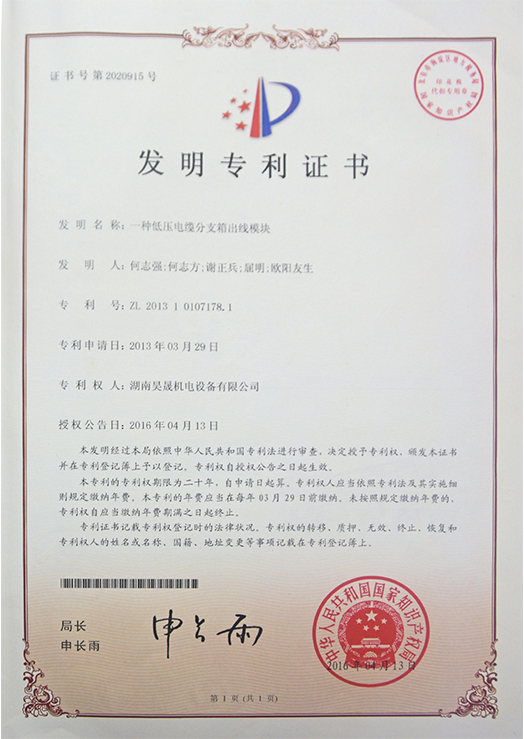 证书号第2020915号
印花税
代扣专用章
国家知识产权局
发明专利证书
发明名称:一种低压电缆分支箱出线模块
发明人:何志强;何志方;谢正兵;屈明;欧阳友生
专利号:ZL 2013 1 0107178.1
专利申请日:2013年03月29日
专利权人:湖南昊晟机电设备有限公司
授权公告日:2016年04月13日
本发明经过本局依照中华人民共和国专利法进行审查,决定授予专利权,颁发本证书
并在专利登记簿上予以登记。专利权自授权公告之日起生效。
本专利的专利权期限为二十年,自申请日起算。专利权人应当依照专利法及其实施细
则规定缴纳年费。本专利的年费应当在每年03月29日前缴纳。未按照规定缴纳年费的,
专利权自应当缴纳年费期满之日起终止。
专利证书记载专利权登记时的法律状况。专利权的转移、质押、无效、终止、恢复和
专利权人的姓名或名称、国籍、地址变更等事项记载在专利登记簿上。
局长
申长雨
申长雨
中华人民共和国国家知识产权局
2016年04月13日
第1页(共1页)